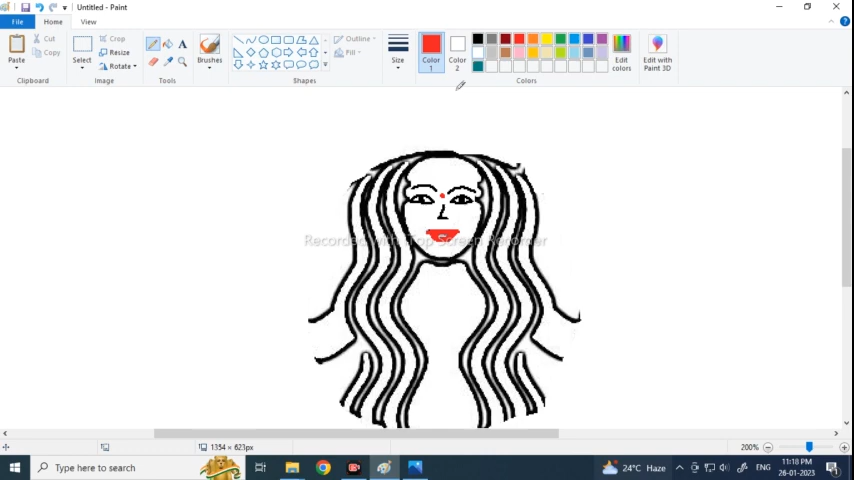 Untitled - Paint
File
Home
View
Paste
Cut
Copy
Clipboard
Select
Crop
Resize
Rotate
Image
Tools
A
Brushes
Shapes
Outline
Fill
Size
Color
1
Color
2
Colors
Edit
colors
Edit with
Paint 3D
Recorded with iTop Screen Recorder
1354 × 623px
200%
Type here to search
24°C Haze
ENG
11:18 PM
26-01-2023
1